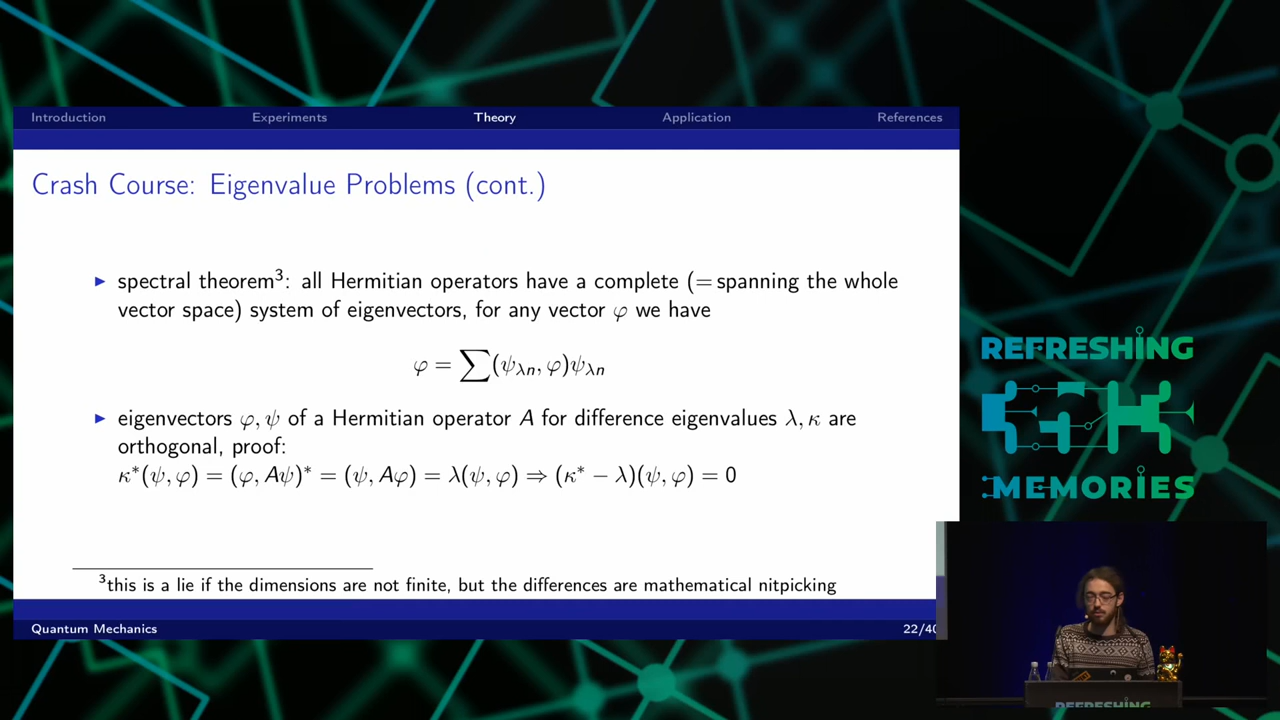 Introduction Experiments Theory Application References
Crash Course: Eigenvalue Problems (cont.)
▶ spectral theorem³: all Hermitian operators have a complete (= spanning the whole
vector space) system of eigenvectors, for any vector φ we have
φ = ∑(ψλn, φ)ψλn
▶ eigenvectors φ, ψ of a Hermitian operator A for difference eigenvalues λ, κ are
orthogonal, proof:
κ*(ψ, φ) = (φ, Aψ)* = (ψ, Aφ) = λ(ψ, φ) ⇒ (κ* − λ)(ψ, φ) = 0
³this is a lie if the dimensions are not finite, but the differences are mathematical nitpicking
Quantum Mechanics 22/40
REFRESHING
MEMORIES
REFRESHING